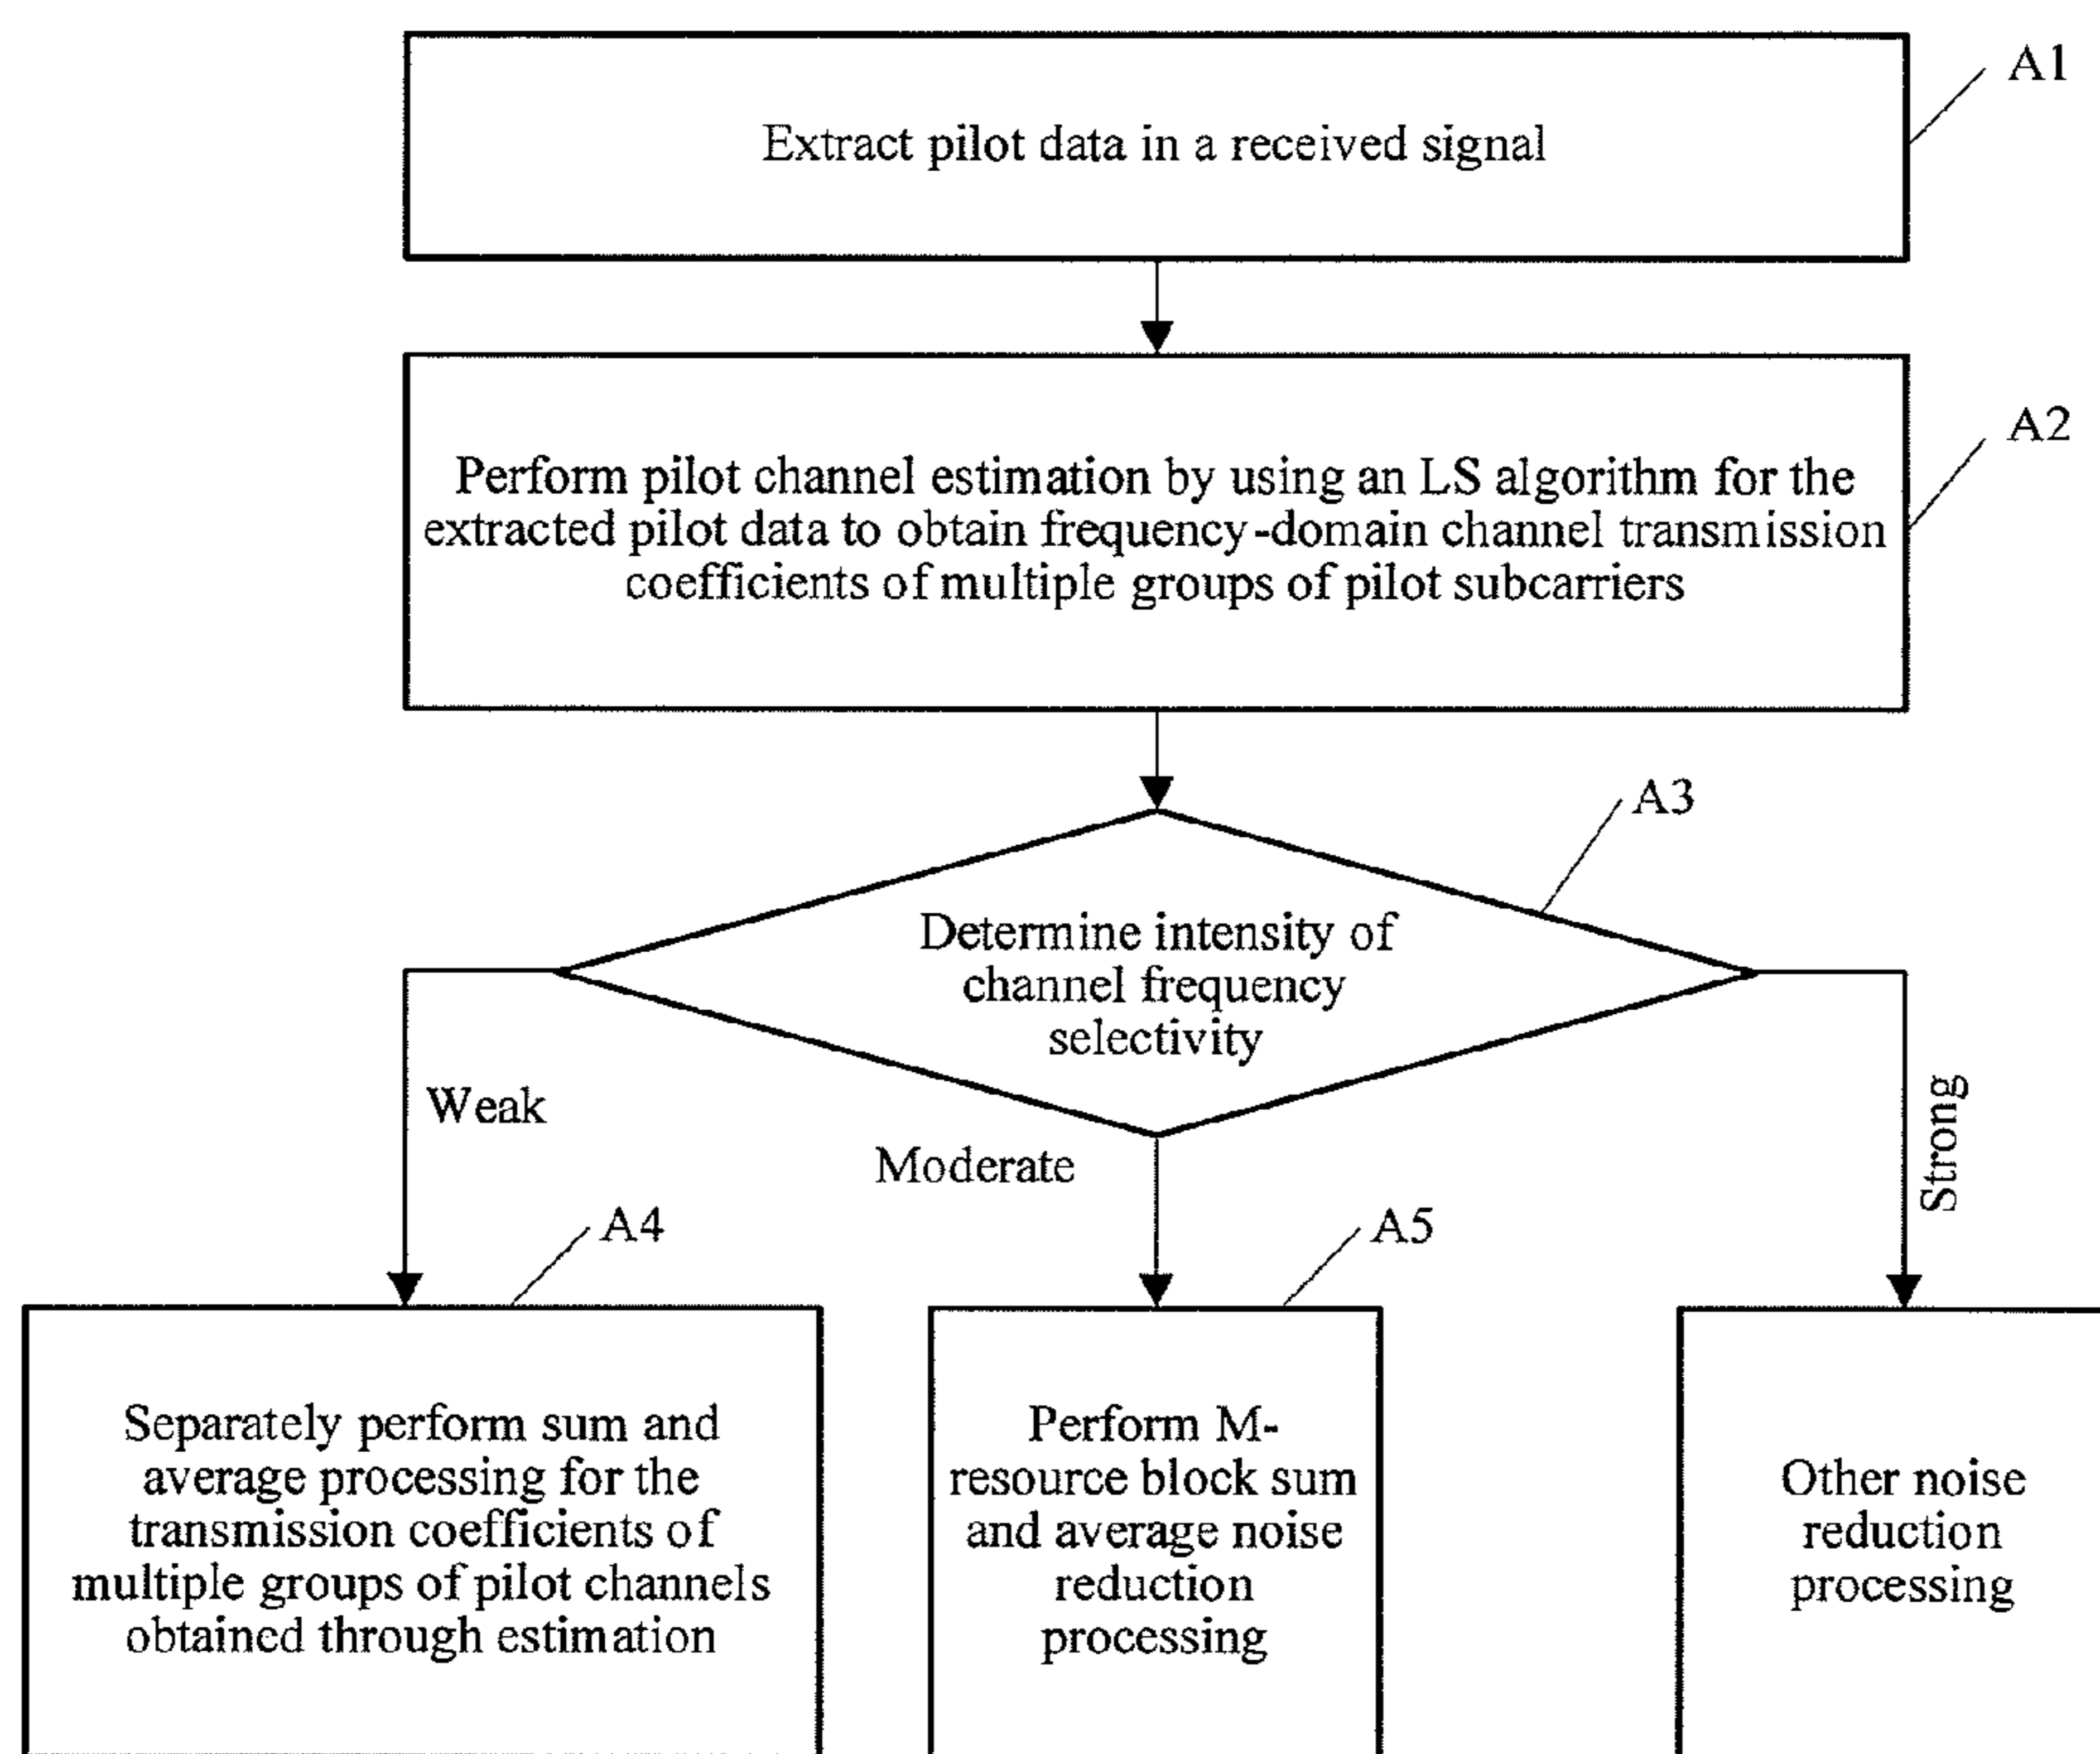 A1
Extract pilot data in a received signal
A2
Perform pilot channel estimation by using an LS algorithm for the
extracted pilot data to obtain frequency-domain channel transmission
coefficients of multiple groups of pilot subcarriers
A3
Determine intensity of
channel frequency
selectivity
Weak
Moderate
Strong
A4
A5
Separately perform sum and
average processing for the
transmission coefficients of
multiple groups of pilot channels
obtained through estimation
Perform M-
resource block sum
and average noise
reduction
processing
Other noise
reduction
processing